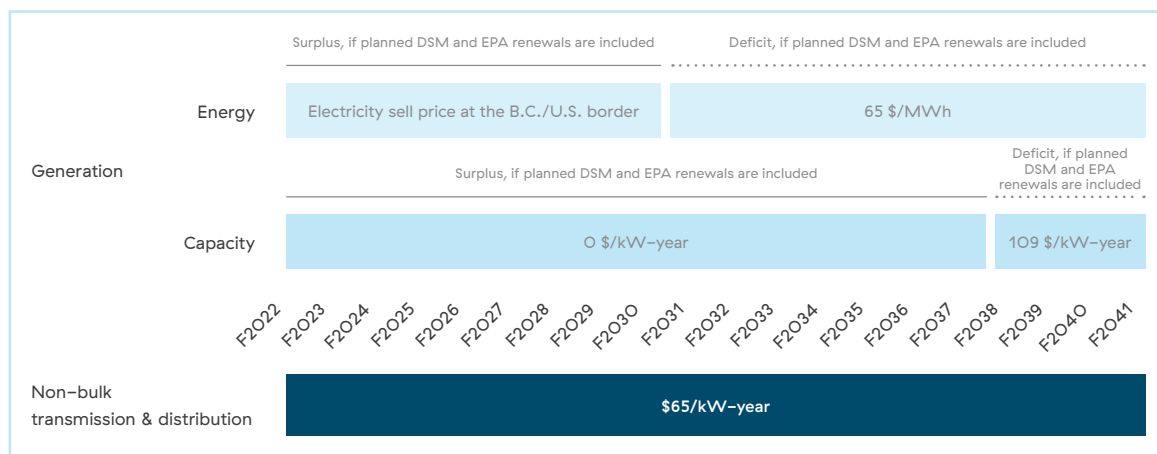 Surplus, if planned DSM and EPA renewals are included
Deficit, if planned DSM and EPA renewals are included
Energy
Electricity sell price at the B.C./U.S. border
65 $/MWh
Generation
Surplus, if planned DSM and EPA renewals are included
Deficit, if planned
DSM and EPA
renewals are included
Capacity
0 $/kW-year
109 $/kW-year
F2022
F2023
F2024
F2025
F2026
F2027
F2028
F2029
F2030
F2031
F2032
F2033
F2034
F2035
F2036
F2037
F2038
F2039
F2040
F2041
Non-bulk
transmission & distribution
$65/kW-year